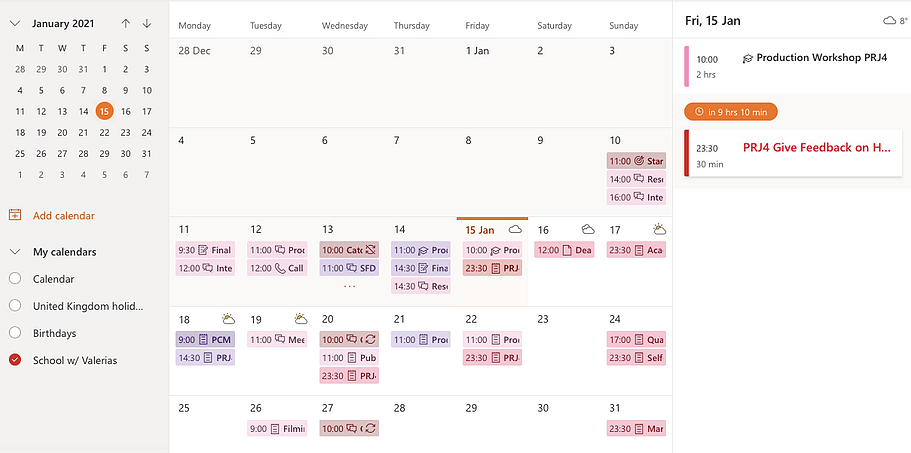 January 2021
M T W T F S S
28 29 30 31 1 2 3
4 5 6 7 8 9 10
11 12 13 14 15 16 17
18 19 20 21 22 23 24
25 26 27 28 29 30 31
1 2 3 4 5 6 7
Add calendar
My calendars
Calendar
United Kingdom holid...
Birthdays
School w/ Valerias
Monday Tuesday Wednesday Thursday Friday Saturday Sunday
28 Dec 29 30 31 1 Jan 2 3
4 5 6 7 8 9 10
11:00 Star
14:00 Rese
16:00 Inte
11 12 13 14 15 Jan 16 17
9:30 Final 11:00 Proc 10:00 Catc 11:00 Proc 10:00 Proc 12:00 Dea 23:30 Aca
12:00 Inte 12:00 Call 11:00 SFD 14:30 Fina 23:30 PRJ4
... 14:30 Rese
18 19 20 21 22 23 24
9:00 PCM 11:00 Mee 10:00 11:00 Proc 11:00 Proc 17:00 Qua
14:30 PRJ4 11:00 Pub 23:30 PRJ4 23:30 Self
23:30 PRJ4
25 26 27 28 29 30 31
9:00 Filmin 10:00 23:30 Mar
Fri, 15 Jan 8°
10:00 Production Workshop PRJ4
2 hrs
in 9 hrs 10 min
23:30 PRJ4 Give Feedback on H...
30 min